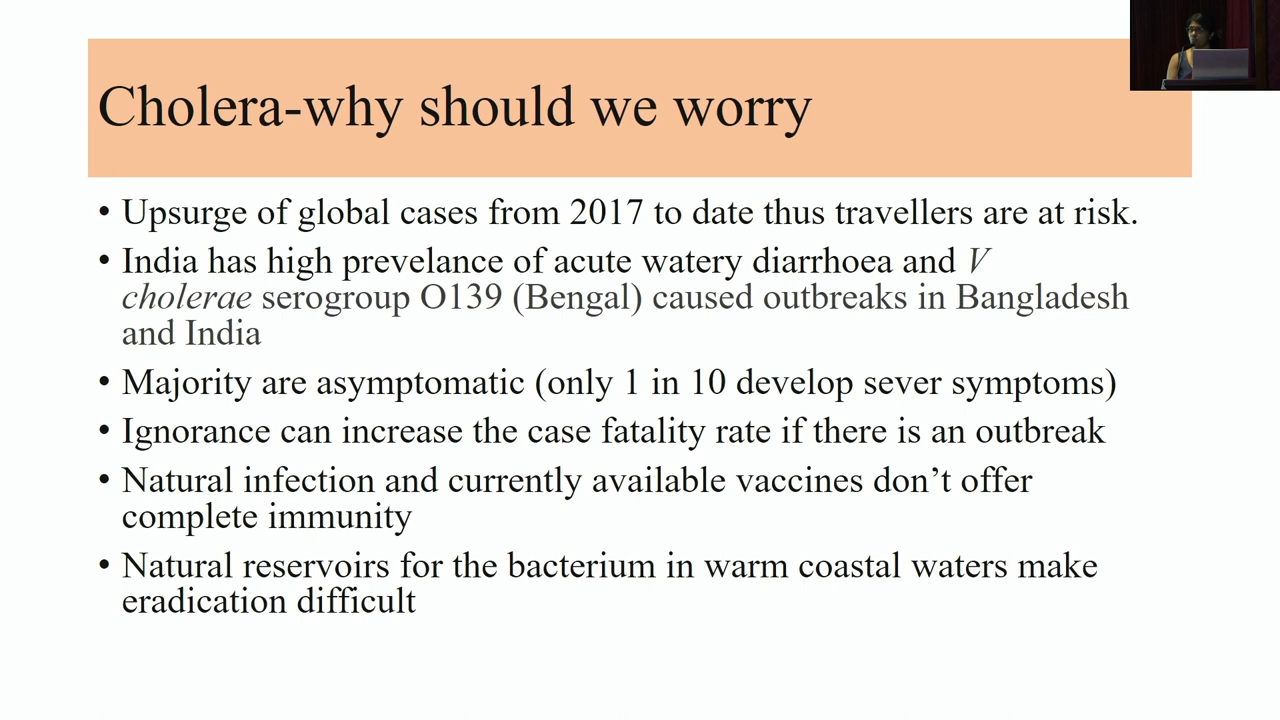 Cholera-why should we worry
• Upsurge of global cases from 2017 to date thus travellers are at risk.
• India has high prevelance of acute watery diarrhoea and V
cholerae serogroup O139 (Bengal) caused outbreaks in Bangladesh
and India
• Majority are asymptomatic (only 1 in 10 develop sever symptoms)
• Ignorance can increase the case fatality rate if there is an outbreak
• Natural infection and currently available vaccines don’t offer
complete immunity
• Natural reservoirs for the bacterium in warm coastal waters make
eradication difficult